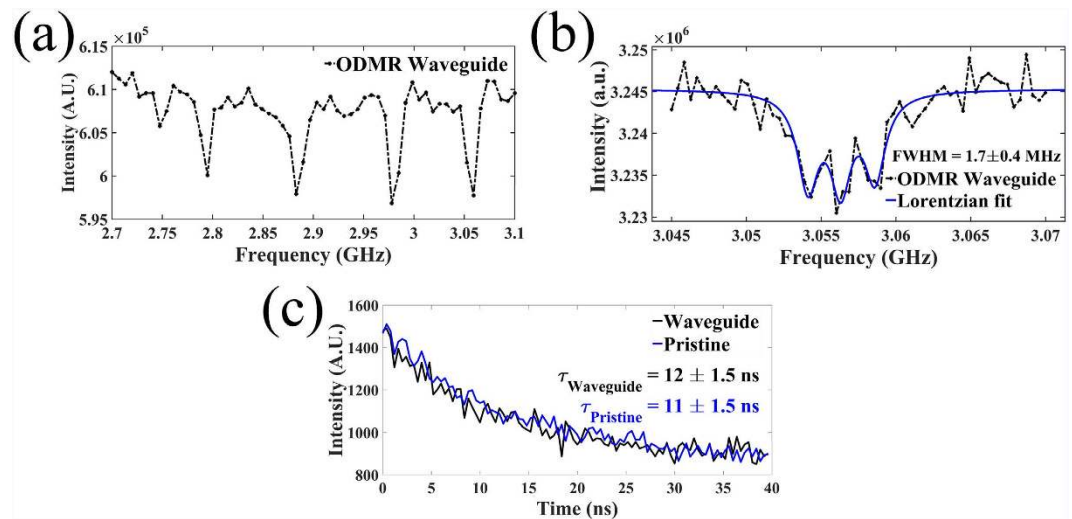 (a)
×10⁵
6.15
6.1
6.05
6
5.95
Intensity (A.U.)
ODMR Waveguide
2.7 2.75 2.8 2.85 2.9 2.95 3 3.05 3.1
Frequency (GHz)
(b)
×10⁶
3.25
3.245
3.24
3.235
3.23
Intensity (a.u.)
FWHM = 1.7±0.4 MHz
ODMR Waveguide
Lorentzian fit
3.045 3.05 3.055 3.06 3.065 3.07
Frequency (GHz)
(c)
1600
1400
1200
1000
800
Intensity (A.U.)
Waveguide
Pristine
τWaveguide = 12 ± 1.5 ns
τPristine = 11 ± 1.5 ns
0 5 10 15 20 25 30 35 40
Time (ns)